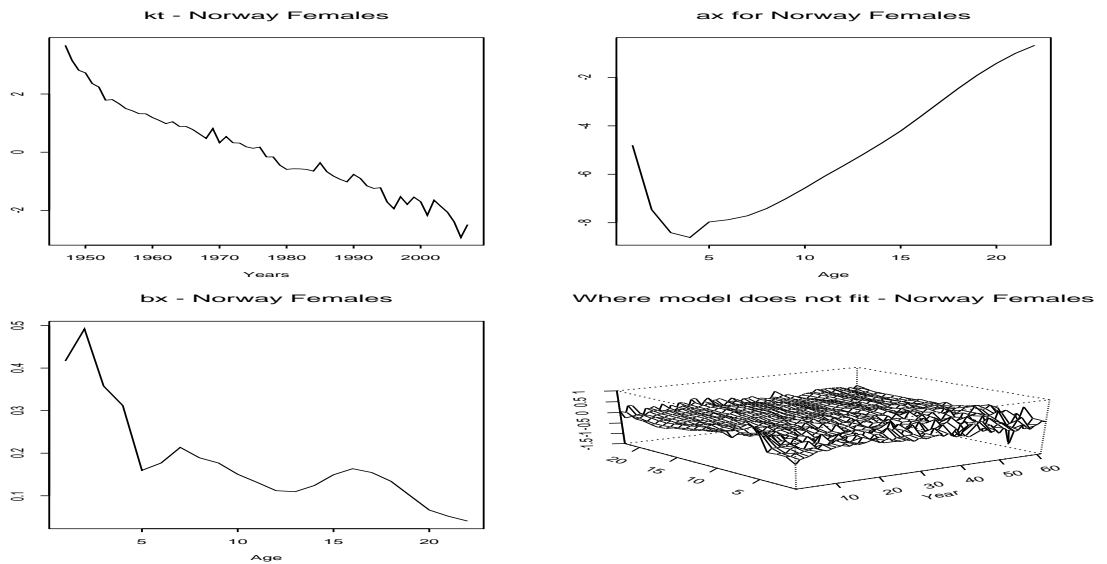 kt - Norway Females
2
0
-2
1950 1960 1970 1980 1990 2000
Years
ax for Norway Females
-2
-4
-6
-8
5 10 15 20
Age
bx - Norway Females
0.5
0.4
0.3
0.2
0.1
5 10 15 20
Age
Where model does not fit - Norway Females
-1.5-1-0.5 0 0.5 1
20 15 10 5
10 20 30 40 50 60
Year